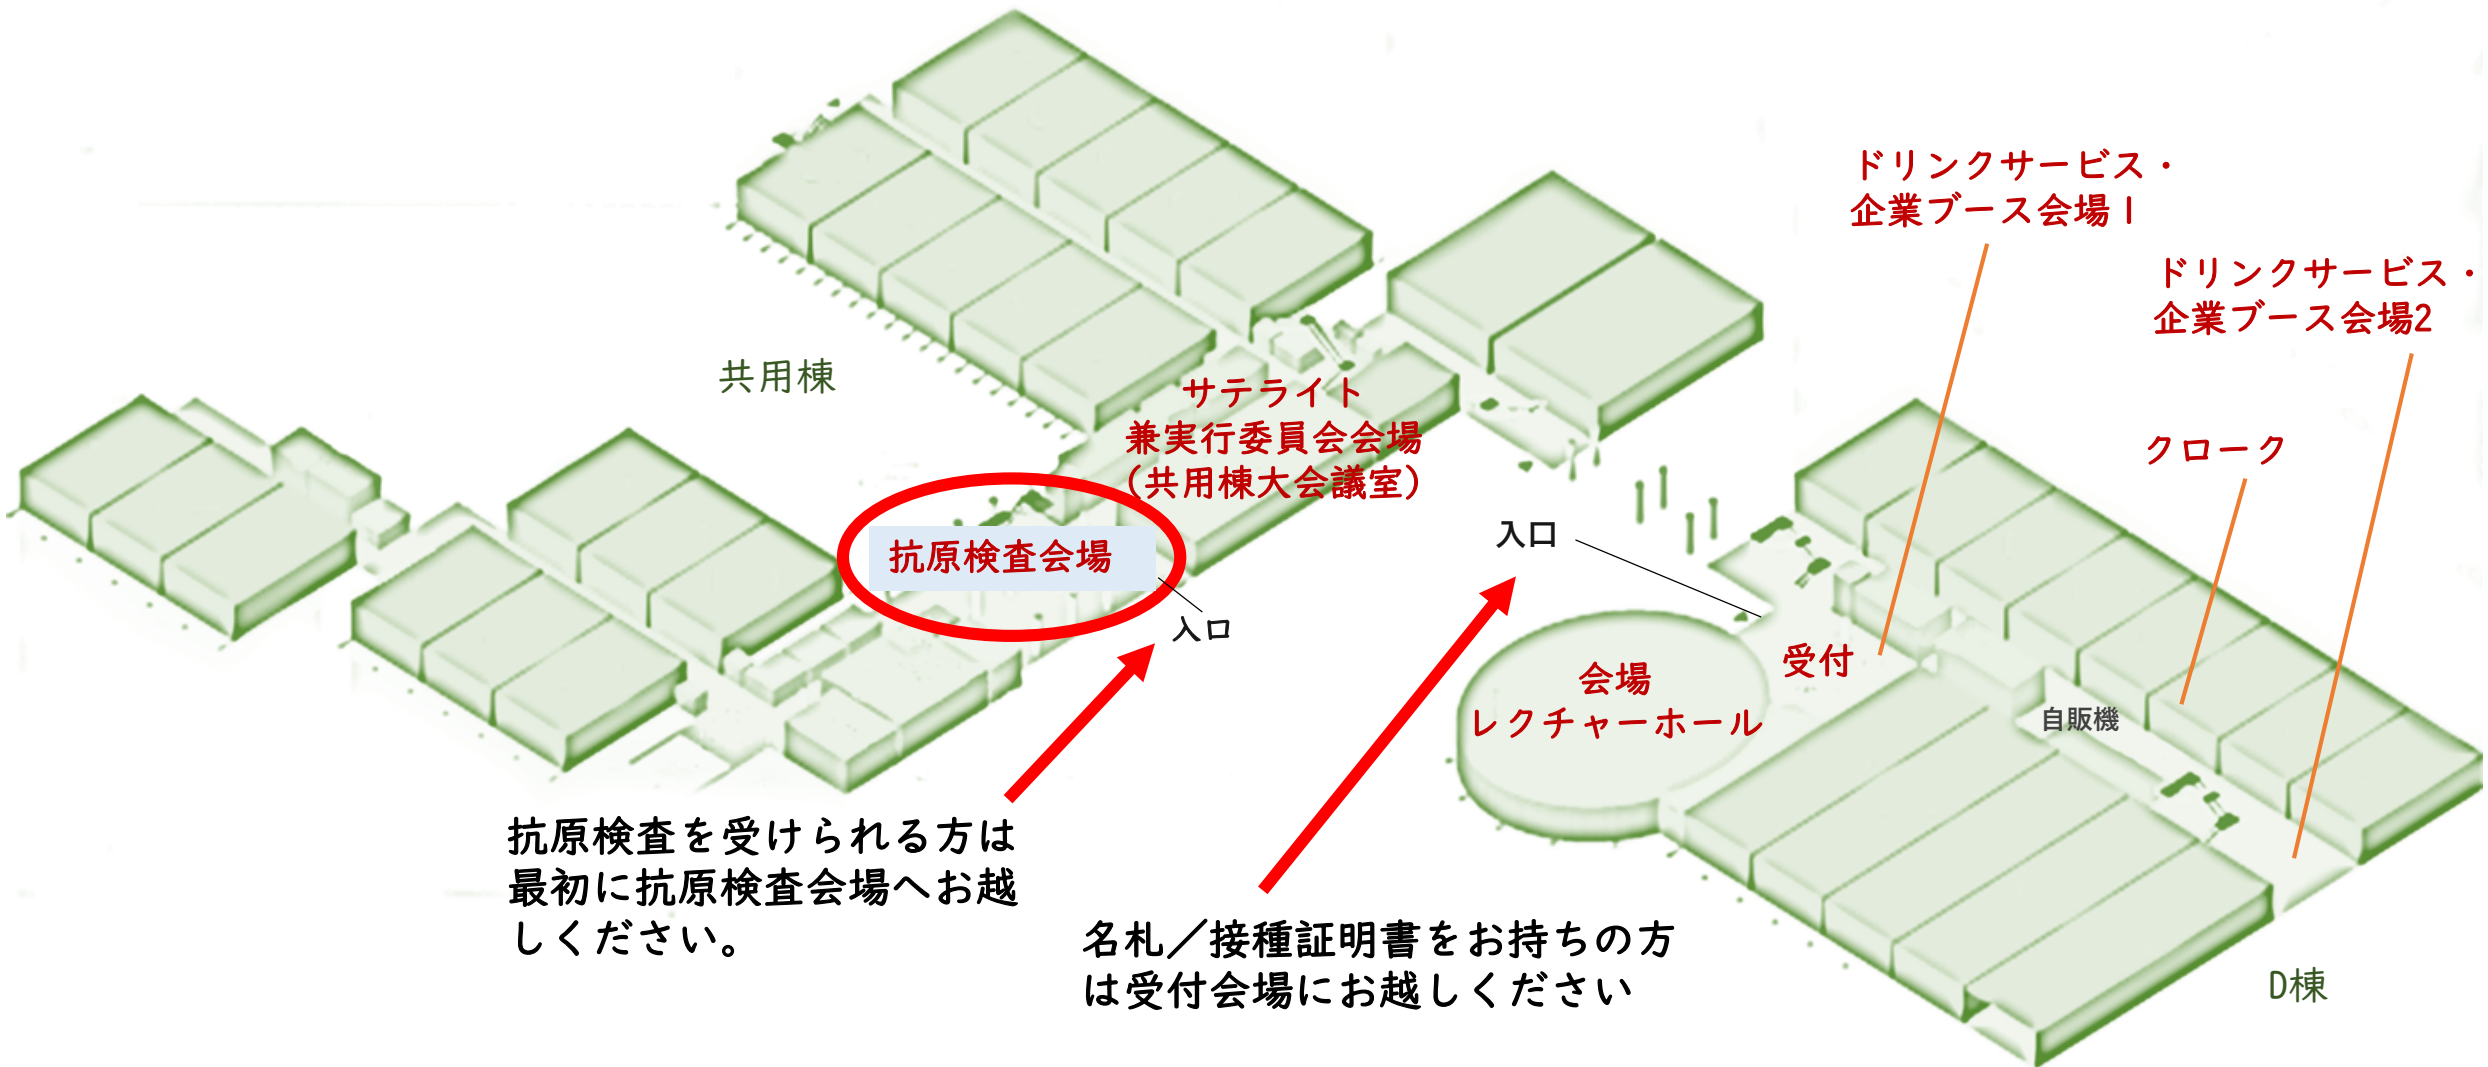 ドリンクサービス・
企業ブース会場1
ドリンクサービス・
企業ブース会場2
共用棟
サテライト
兼実行委員会会場
（共用棟大会議室）
クローク
抗原検査会場
入口
入口
受付
会場
レクチャーホール
自販機
抗原検査を受けられる方は
最初に抗原検査会場へお越
しください。
名札／接種証明書をお持ちの方
は受付会場にお越しください
D棟